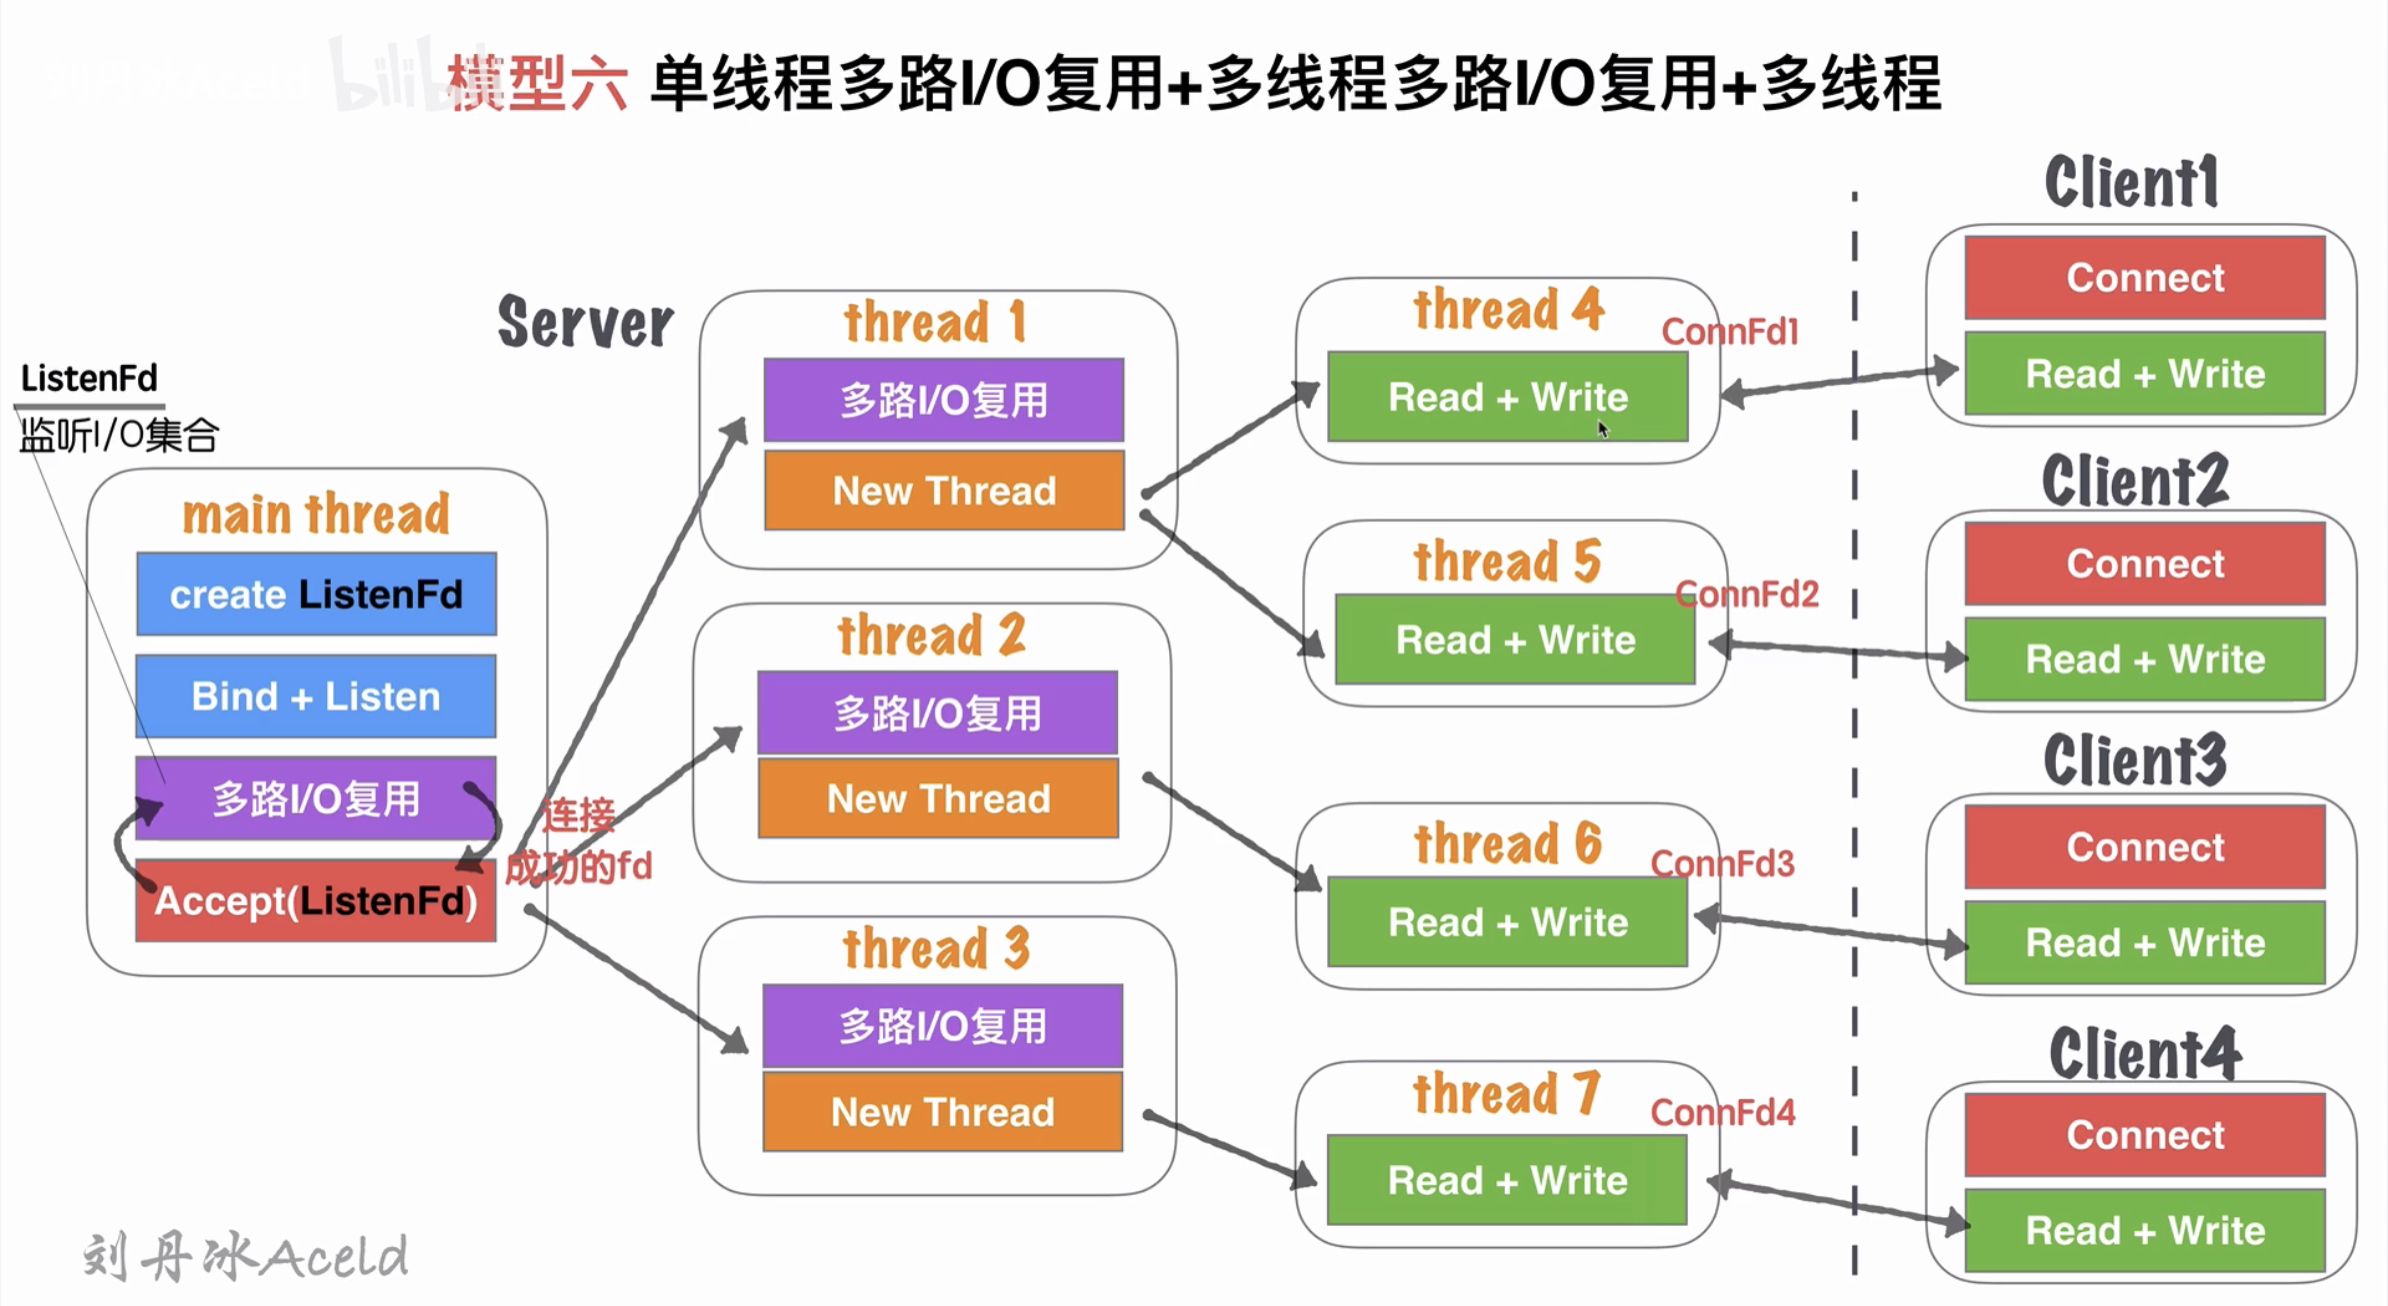 模型六 单线程多路I/O复用+多线程多路I/O复用+多线程
Server
ListenFd
监听I/O集合
main thread
create ListenFd
Bind + Listen
多路I/O复用
Accept(ListenFd)
连接
成功的fd
thread 1
多路I/O复用
New Thread
thread 2
多路I/O复用
New Thread
thread 3
多路I/O复用
New Thread
thread 4
Read + Write
ConnFd1
thread 5
Read + Write
ConnFd2
thread 6
Read + Write
ConnFd3
thread 7
Read + Write
ConnFd4
Client1
Connect
Read + Write
Client2
Connect
Read + Write
Client3
Connect
Read + Write
Client4
Connect
Read + Write
刘丹冰Aceld